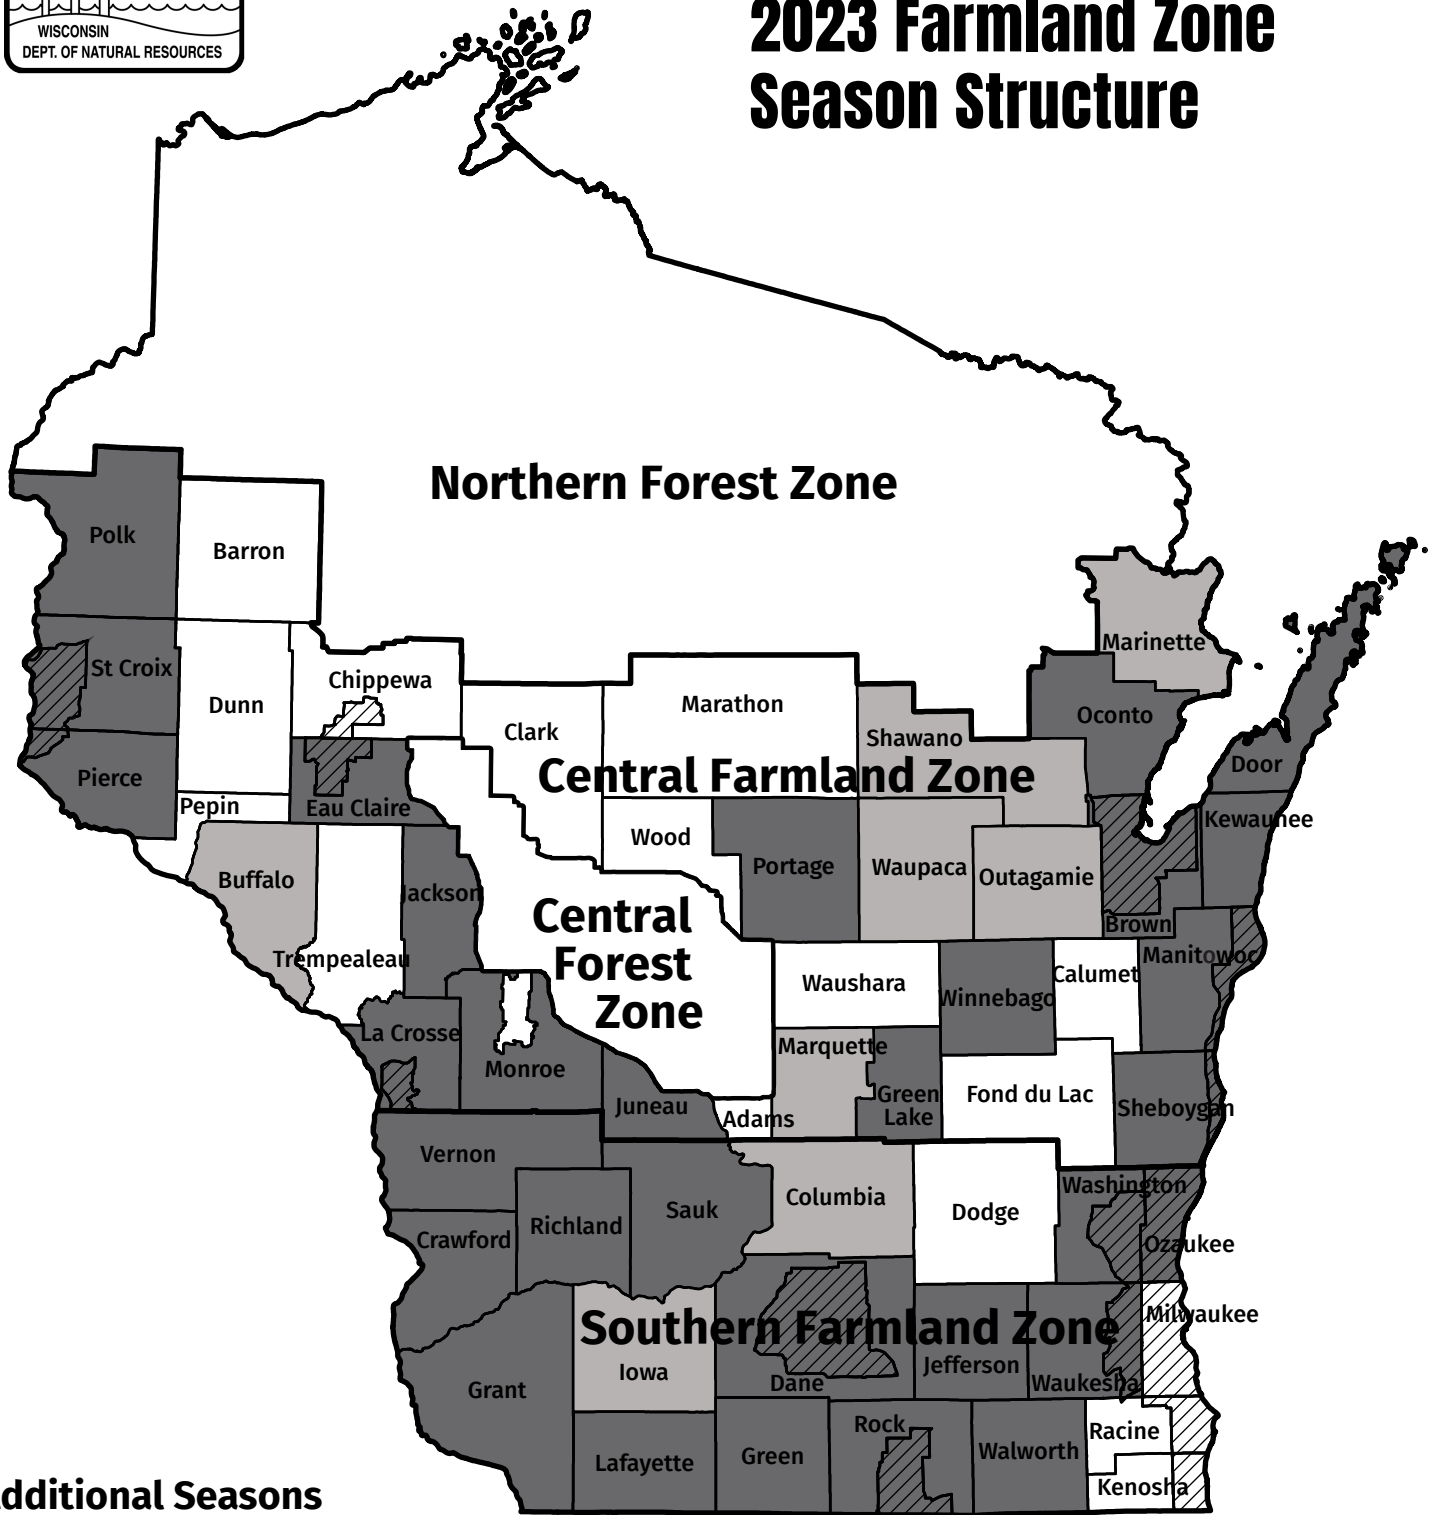 WISCONSIN
DEPT. OF NATURAL RESOURCES
2023 Farmland Zone
Season Structure
Northern Forest Zone
Polk
Barron
St Croix
Dunn
Chippewa
Clark
Marathon
Marinette
Shawano
Oconto
Door
Pierce
Pepin
Eau Claire
Central Farmland Zone
Wood
Portage
Waupaca
Outagamie
Kewaunee
Buffalo
Jackson
Central
Forest
Zone
Brown
Trempealeau
Waushara
Winnebago
Calumet
Manitowoc
La Crosse
Monroe
Marquette
Juneau
Adams
Green
Lake
Fond du Lac
Sheboygan
Vernon
Sauk
Columbia
Dodge
Washington
Richland
Crawford
Ozaukee
Southern Farmland Zone
Milwaukee
Grant
Iowa
Dane
Jefferson
Waukesha
Lafayette
Green
Rock
Walworth
Racine
Kenosha
dditional Seasons